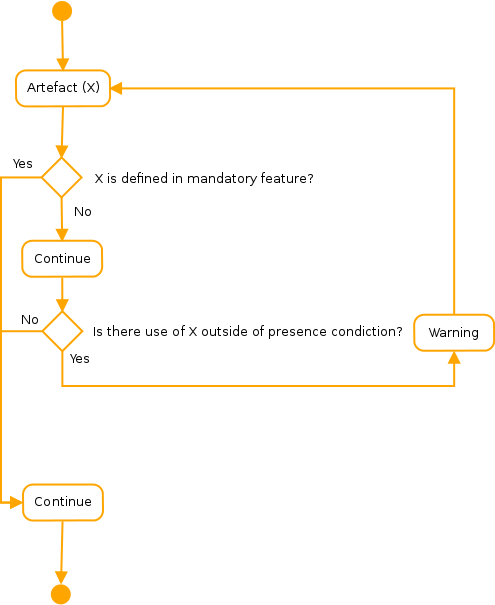 Artefact (X)
Yes
X is defined in mandatory feature?
No
Continue
No
Is there use of X outside of presence condiction?
Warning
Yes
Continue